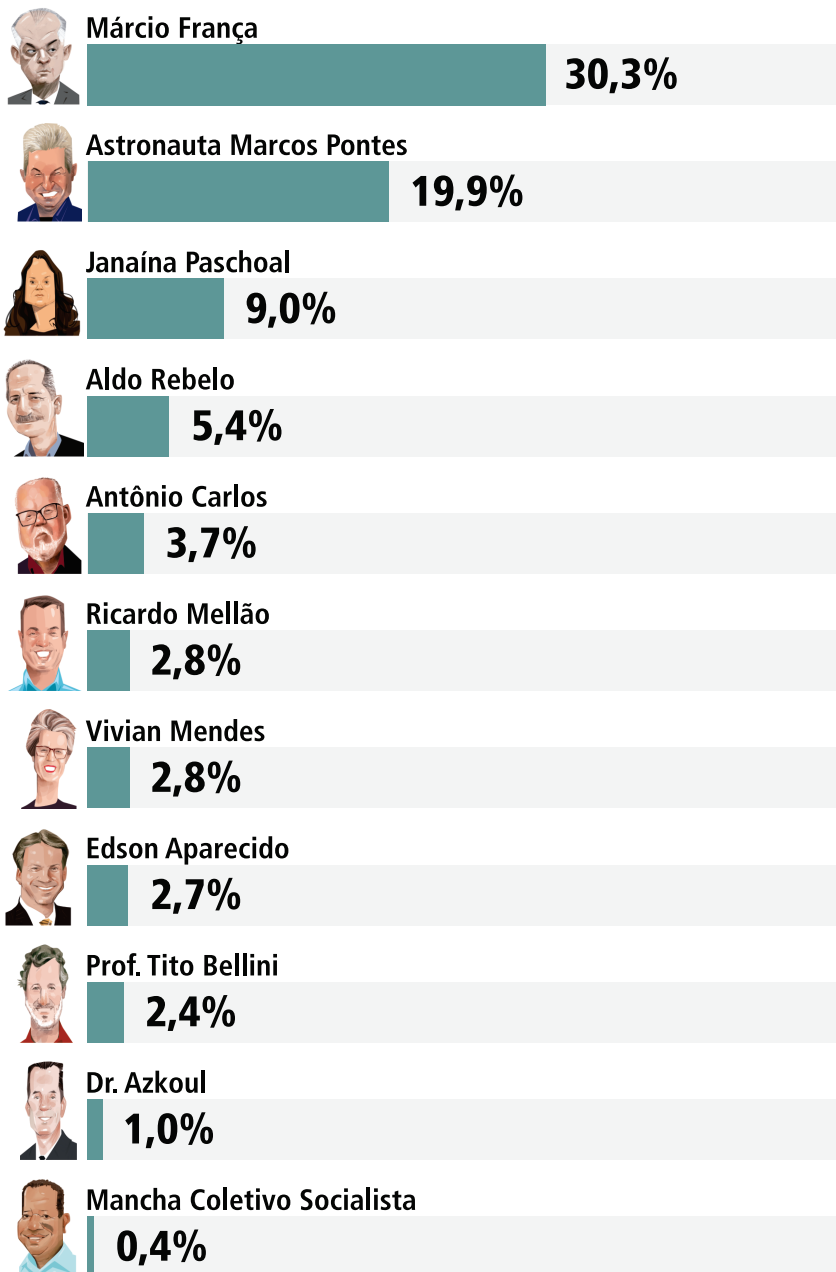 Márcio França
30,3%
Astronauta Marcos Pontes
19,9%
Janaína Paschoal
9,0%
Aldo Rebelo
5,4%
Antônio Carlos
3,7%
Ricardo Mellão
2,8%
Vivian Mendes
2,8%
Edson Aparecido
2,7%
Prof. Tito Bellini
2,4%
Dr. Azkoul
1,0%
Mancha Coletivo Socialista
0,4%